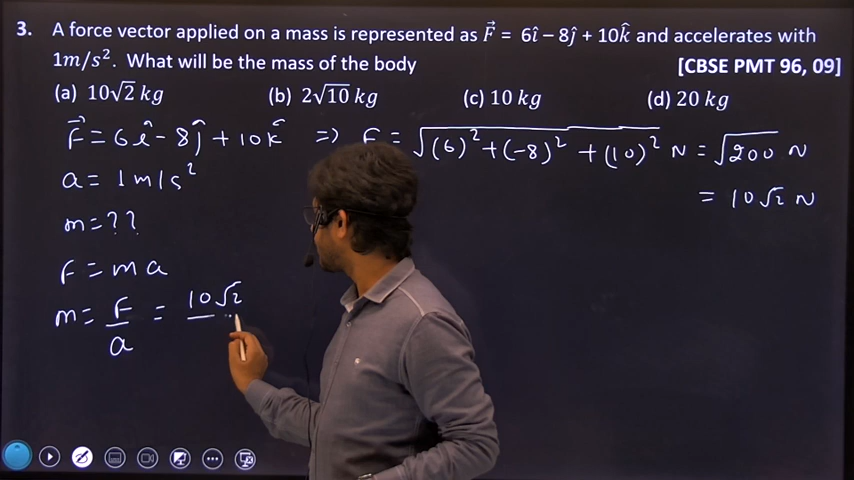 3. A force vector applied on a mass is represented as F⃗ = 6î − 8ĵ + 10k̂ and accelerates with
1m/s². What will be the mass of the body [CBSE PMT 96, 09]
(a) 10√2 kg (b) 2√10 kg (c) 10 kg (d) 20 kg
F⃗ = 6î − 8ĵ + 10k̂ ⇒ F = √(6)² + (−8)² + (10)² N = √200 N
= 10√2 N
a = 1 m/s²
m = ??
F = ma
m = F/a = 10√2